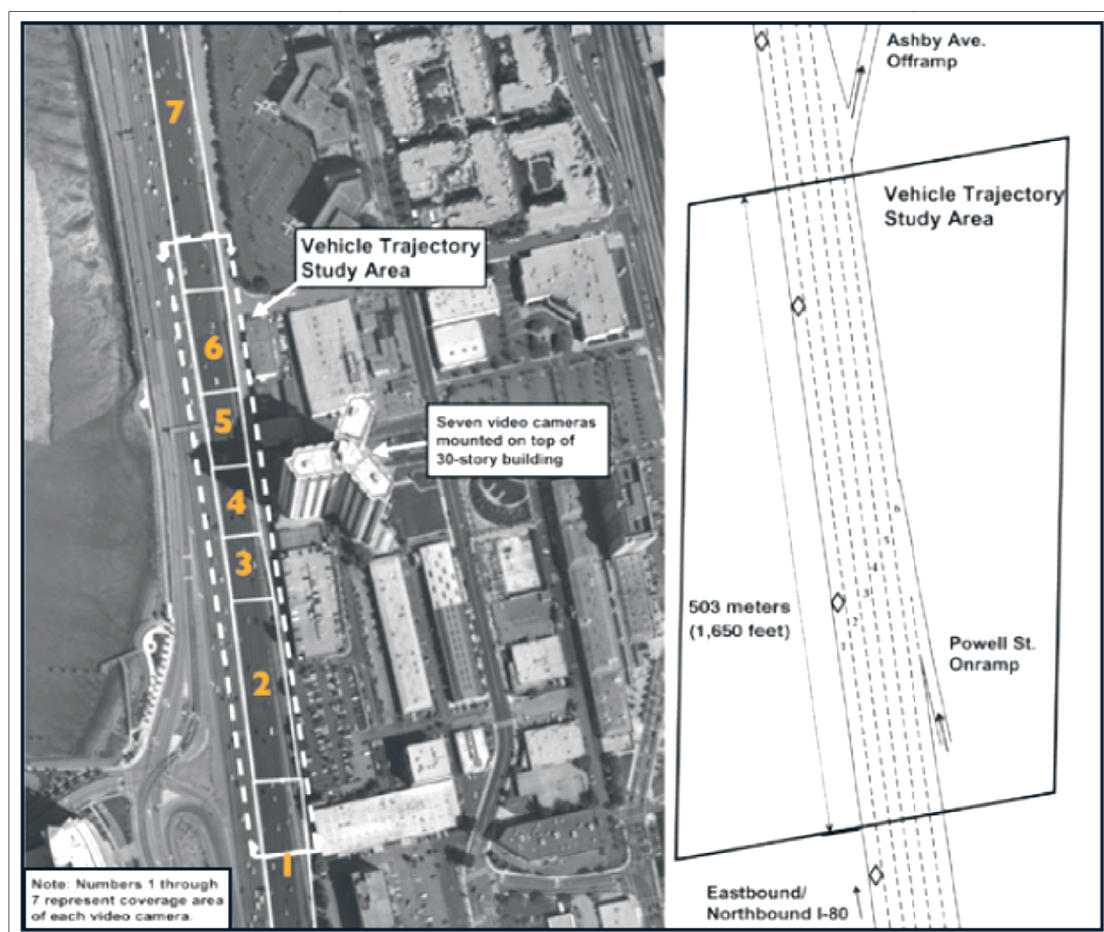 7
Vehicle Trajectory
Study Area
6
5
Seven video cameras
mounted on top of
30-story building
4
3
2
1
Note: Numbers 1 through
7 represent coverage area
of each video camera.
Ashby Ave.
Offramp
Vehicle Trajectory
Study Area
503 meters
(1,650 feet)
1 2 3 4 5 6
Powell St.
Onramp
Eastbound/
Northbound I-80